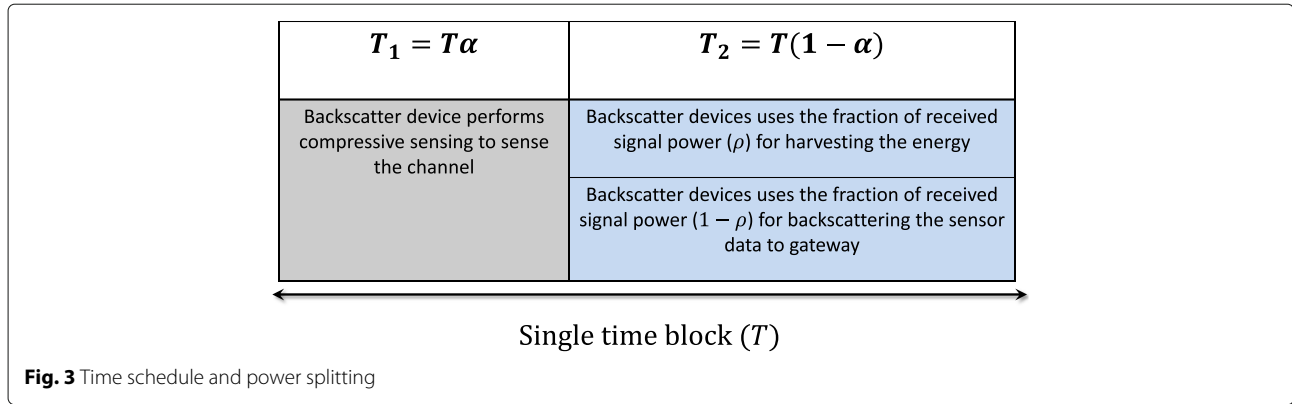 T₁ = Tα
T₂ = T(1 − α)
Backscatter device performs
compressive sensing to sense
the channel
Backscatter devices uses the fraction of received
signal power (ρ) for harvesting the energy
Backscatter devices uses the fraction of received
signal power (1 − ρ) for backscattering the sensor
data to gateway
Single time block (T)
Fig. 3 Time schedule and power splitting